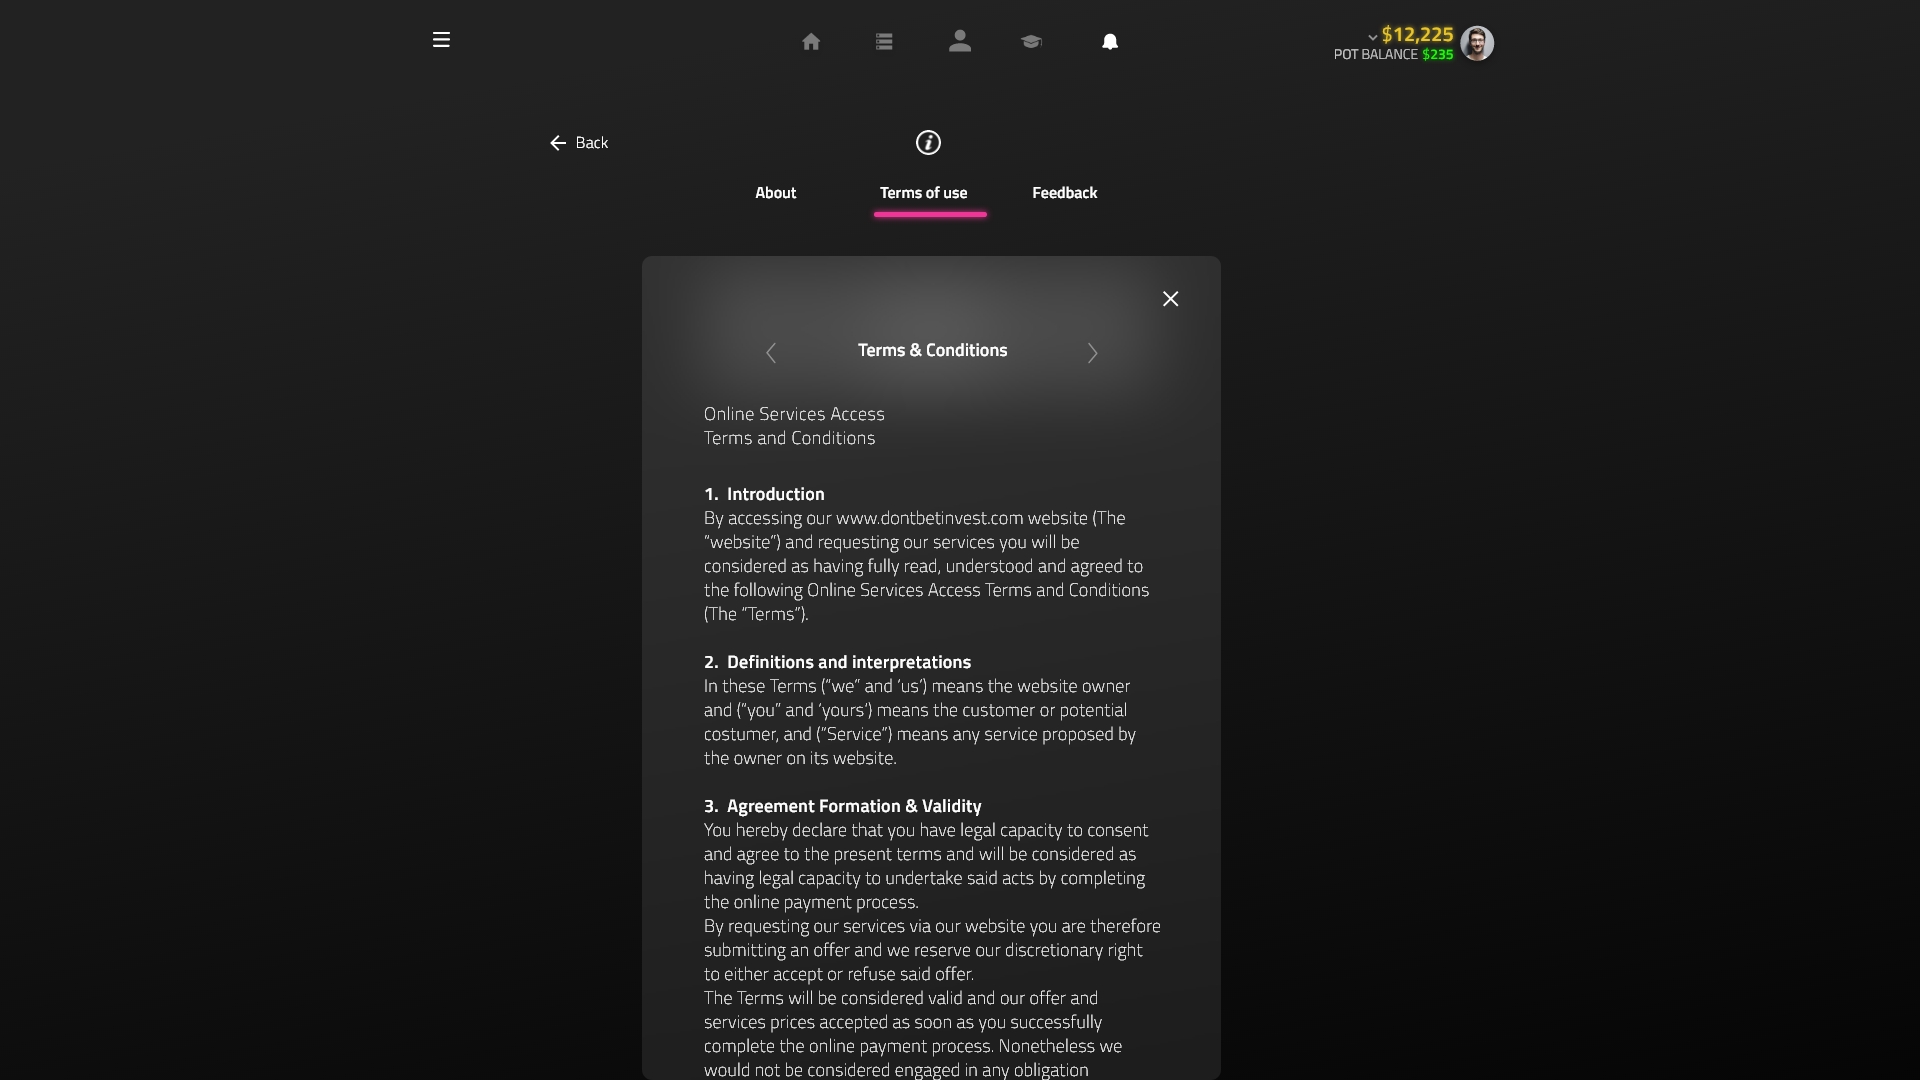 $12,225
POT BALANCE $235
Back
About
Terms of use
Feedback
Terms & Conditions
Online Services Access
Terms and Conditions
1. Introduction
By accessing our www.dontbetinvest.com website (The
“website”) and requesting our services you will be
considered as having fully read, understood and agreed to
the following Online Services Access Terms and Conditions
(The “Terms”).
2. Definitions and interpretations
In these Terms (“we” and ‘us’) means the website owner
and (“you” and ‘yours’) means the customer or potential
costumer, and (“Service”) means any service proposed by
the owner on its website.
3. Agreement Formation & Validity
You hereby declare that you have legal capacity to consent
and agree to the present terms and will be considered as
having legal capacity to undertake said acts by completing
the online payment process.
By requesting our services via our website you are therefore
submitting an offer and we reserve our discretionary right
to either accept or refuse said offer.
The Terms will be considered valid and our offer and
services prices accepted as soon as you successfully
complete the online payment process. Nonetheless we
would not be considered engaged in any obligation